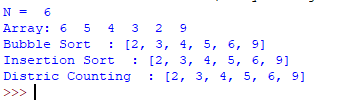 N =  6
Array: 6  5  4  3  2  9
Bubble Sort  : [2, 3, 4, 5, 6, 9]
Insertion Sort  : [2, 3, 4, 5, 6, 9]
Distric Counting  : [2, 3, 4, 5, 6, 9]
>>>